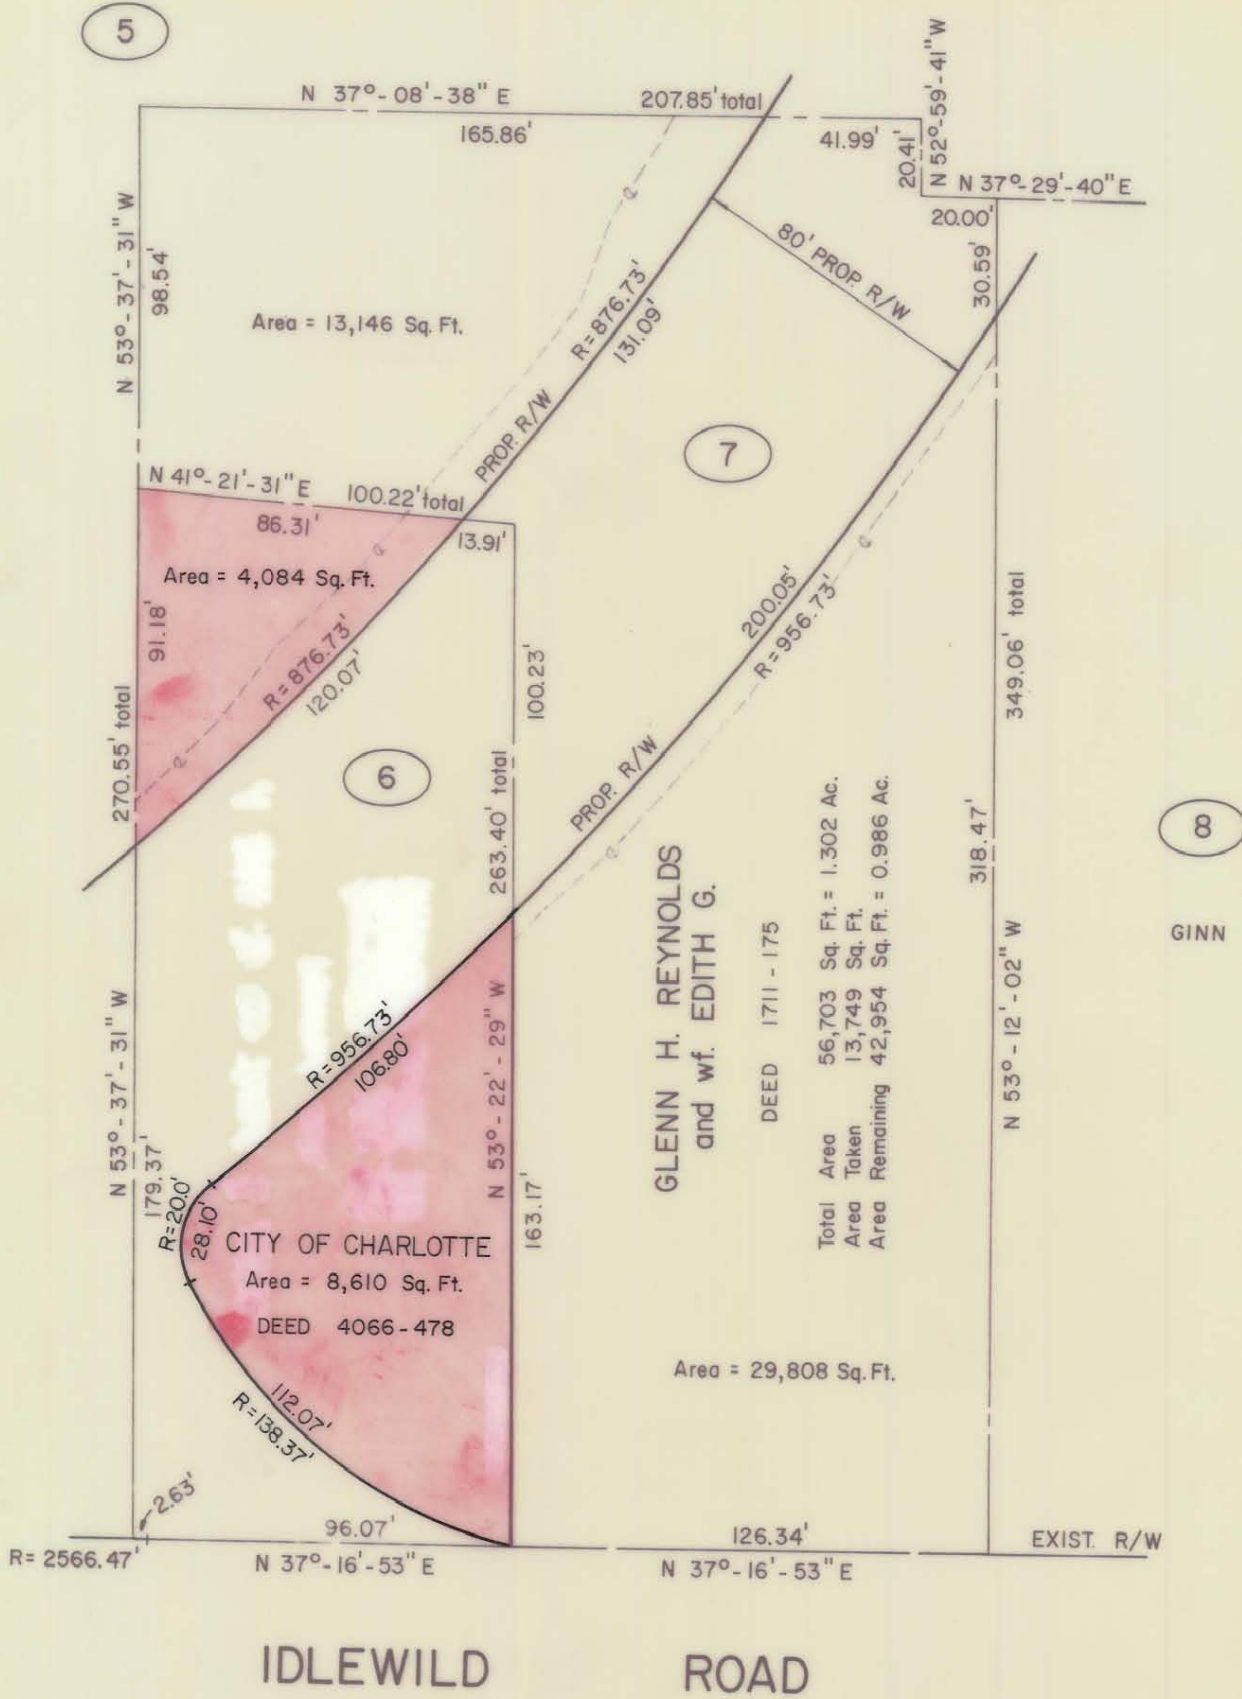 5
N 37°-08'-38" E
207.85' total
165.86'
41.99'
20.41'
N 52°-59'-41" W
N 37°-29'-40" E
20.00'
30.59'
80' PROP. R/W
N 53°-37'-31" W
98.54'
Area = 13,146 Sq. Ft.
R=876.73'
131.09'
PROP. R/W
7
N 41°-21'-31" E
100.22' total
86.31'
13.91'
Area = 4,084 Sq. Ft.
91.18'
R=876.73'
120.07'
270.55' total
100.23'
200.05'
R=956.73'
349.06' total
6
263.40' total
PROP. R/W
318.47'
8
GINN
N 53°-37'-31" W
179.37'
R=956.73'
106.80'
N 53°-22'-29" W
163.17'
GLENN H. REYNOLDS
and wf. EDITH G.
DEED 1711-175
Total Area 56,703 Sq. Ft. = 1.302 Ac.
Area Taken 13,749 Sq. Ft.
Area Remaining 42,954 Sq. Ft. = 0.986 Ac.
N 53°-12'-02" W
R=20.0'
28.10'
CITY OF CHARLOTTE
Area = 8,610 Sq. Ft.
DEED 4066-478
Area = 29,808 Sq. Ft.
112.07'
R=138.37'
2.63'
96.07'
126.34'
EXIST. R/W
R= 2566.47'
N 37°-16'-53" E
N 37°-16'-53" E
IDLEWILD ROAD